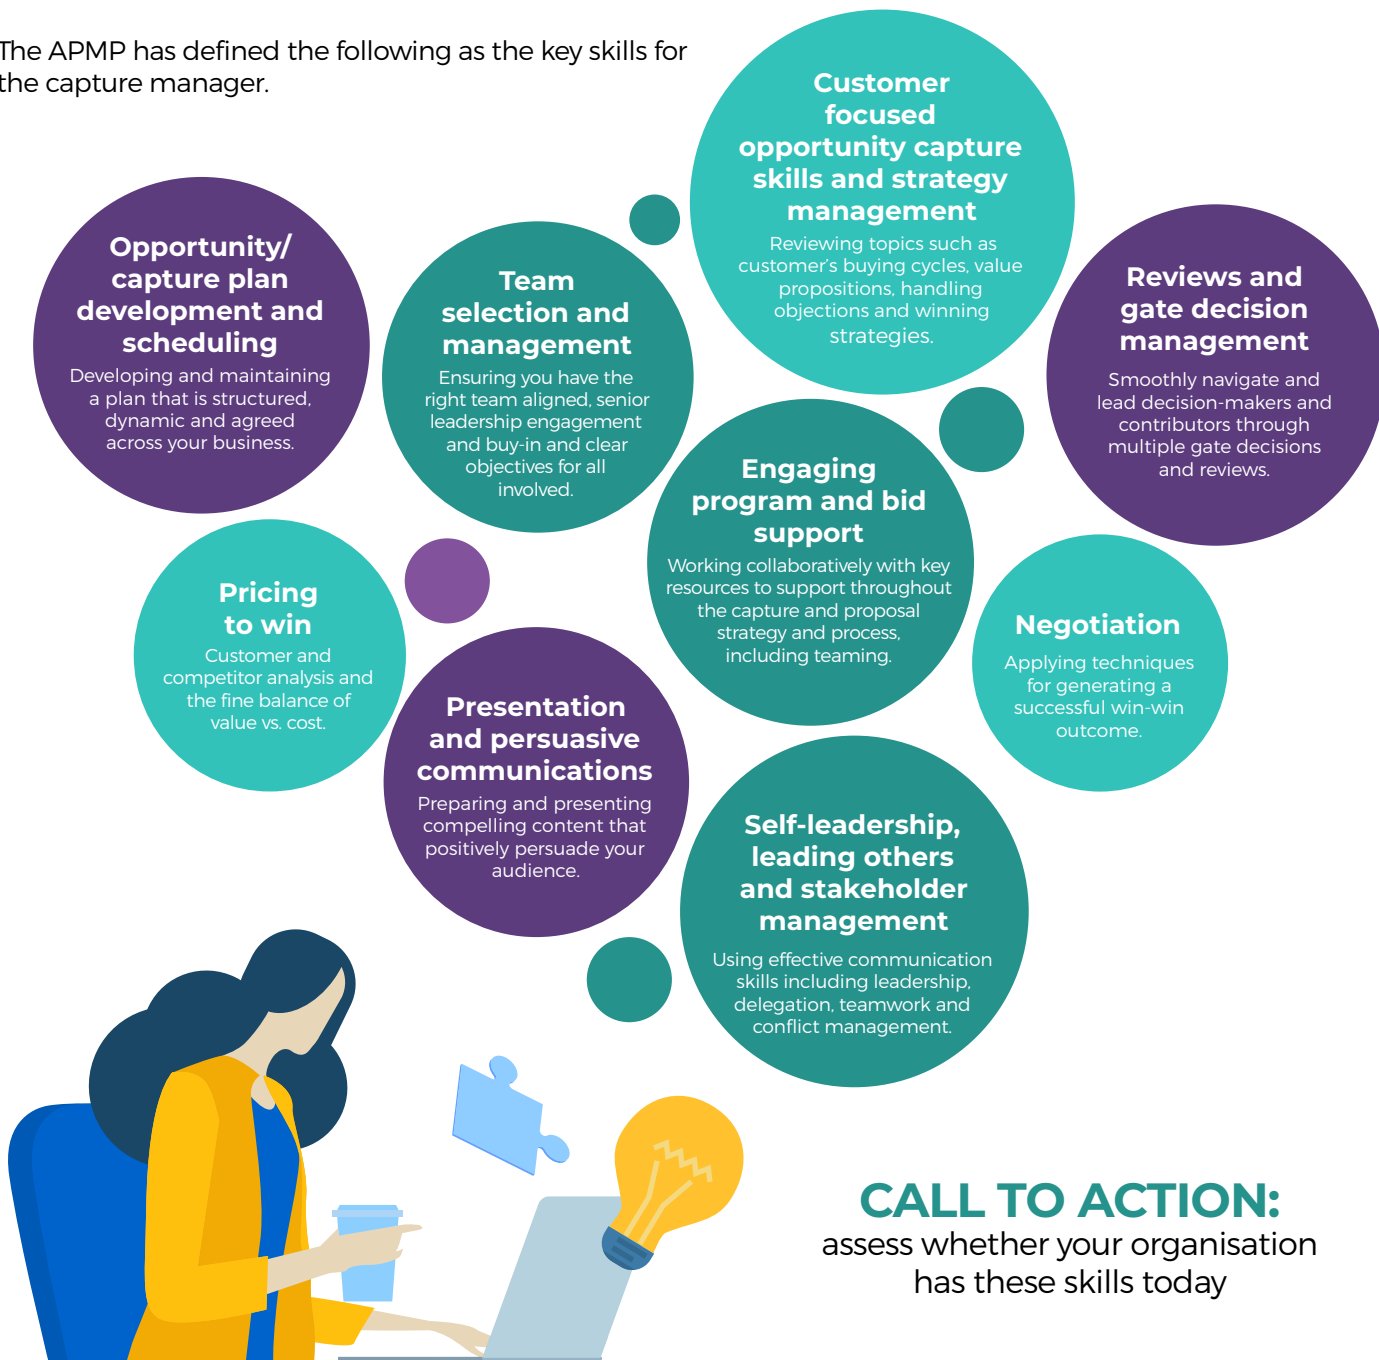 The APMP has defined the following as the key skills for
the capture manager.
Customer
focused
opportunity capture
skills and strategy
management
Reviewing topics such as
customer's buying cycles, value
propositions, handling
objections and winning
strategies.
Opportunity/
capture plan
development and
scheduling
Developing and maintaining
a plan that is structured,
dynamic and agreed
across your business.
Team
selection and
management
Ensuring you have the
right team aligned, senior
leadership engagement
and buy-in and clear
objectives for all
involved.
Reviews and
gate decision
management
Smoothly navigate and
lead decision-makers and
contributors through
multiple gate decisions
and reviews.
Engaging
program and bid
support
Working collaboratively with key
resources to support throughout
the capture and proposal
strategy and process,
including teaming.
Pricing
to win
Customer and
competitor analysis and
the fine balance of
value vs. cost.
Negotiation
Applying techniques
for generating a
successful win-win
outcome.
Presentation
and persuasive
communications
Preparing and presenting
compelling content that
positively persuade your
audience.
Self-leadership,
leading others
and stakeholder
management
Using effective communication
skills including leadership,
delegation, teamwork and
conflict management.
CALL TO ACTION:
assess whether your organisation
has these skills today